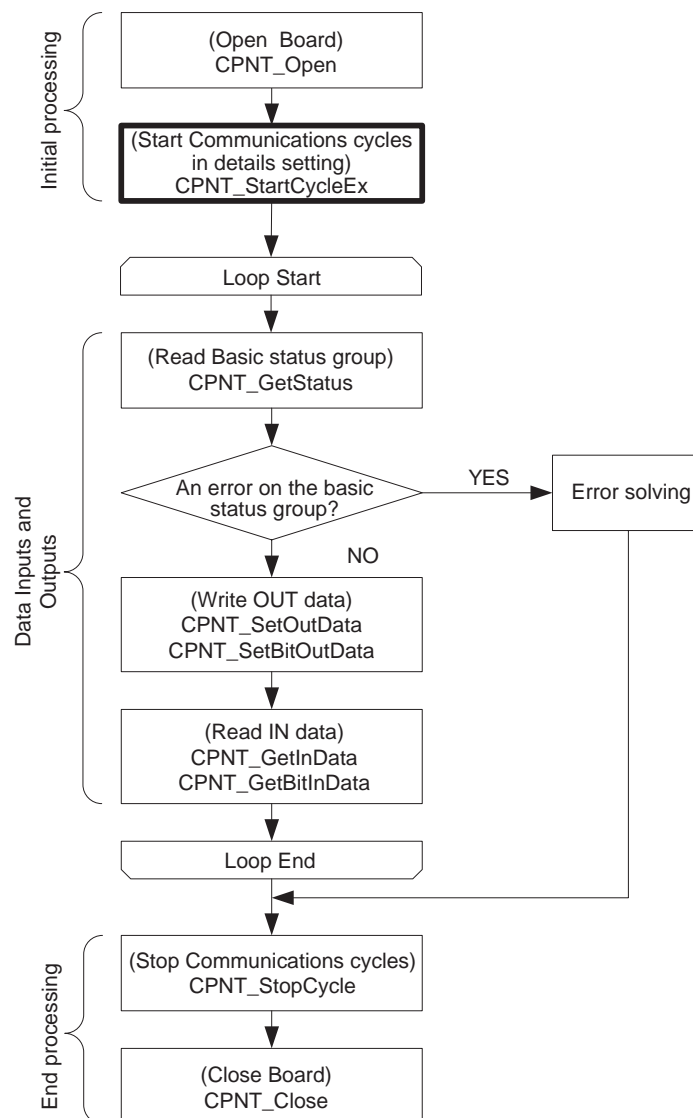 Initial processing
(Open Board)
CPNT_Open
(Start Communications cycles
in details setting)
CPNT_StartCycleEx
Loop Start
Data Inputs and
Outputs
(Read Basic status group)
CPNT_GetStatus
An error on the basic
status group?
YES
Error solving
NO
(Write OUT data)
CPNT_SetOutData
CPNT_SetBitOutData
(Read IN data)
CPNT_GetInData
CPNT_GetBitInData
Loop End
End processing
(Stop Communications cycles)
CPNT_StopCycle
(Close Board)
CPNT_Close